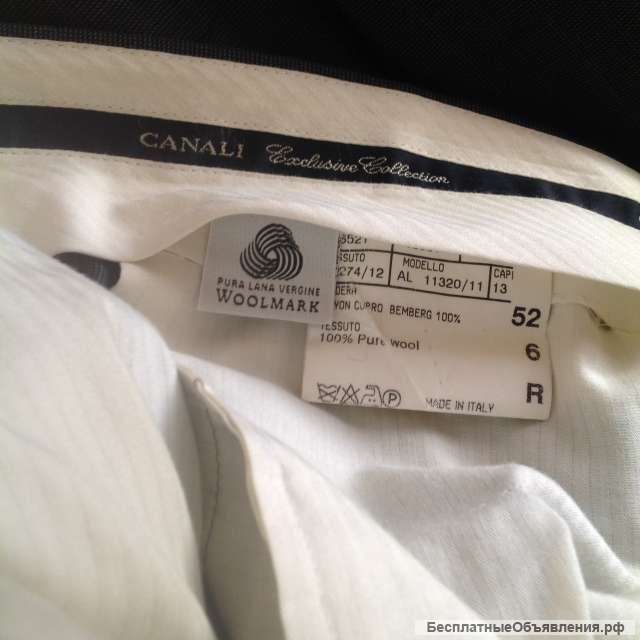 CANALI Exclusive Collection
PURA LANA VERGINE
WOOLMARK
MODELLO CAPI
274/12 AL 11320/11 13
CUPRO BEMBERG 100% 52
100% Pure wool 6
P R
MADE IN ITALY
БесплатныеОбъявления.рф